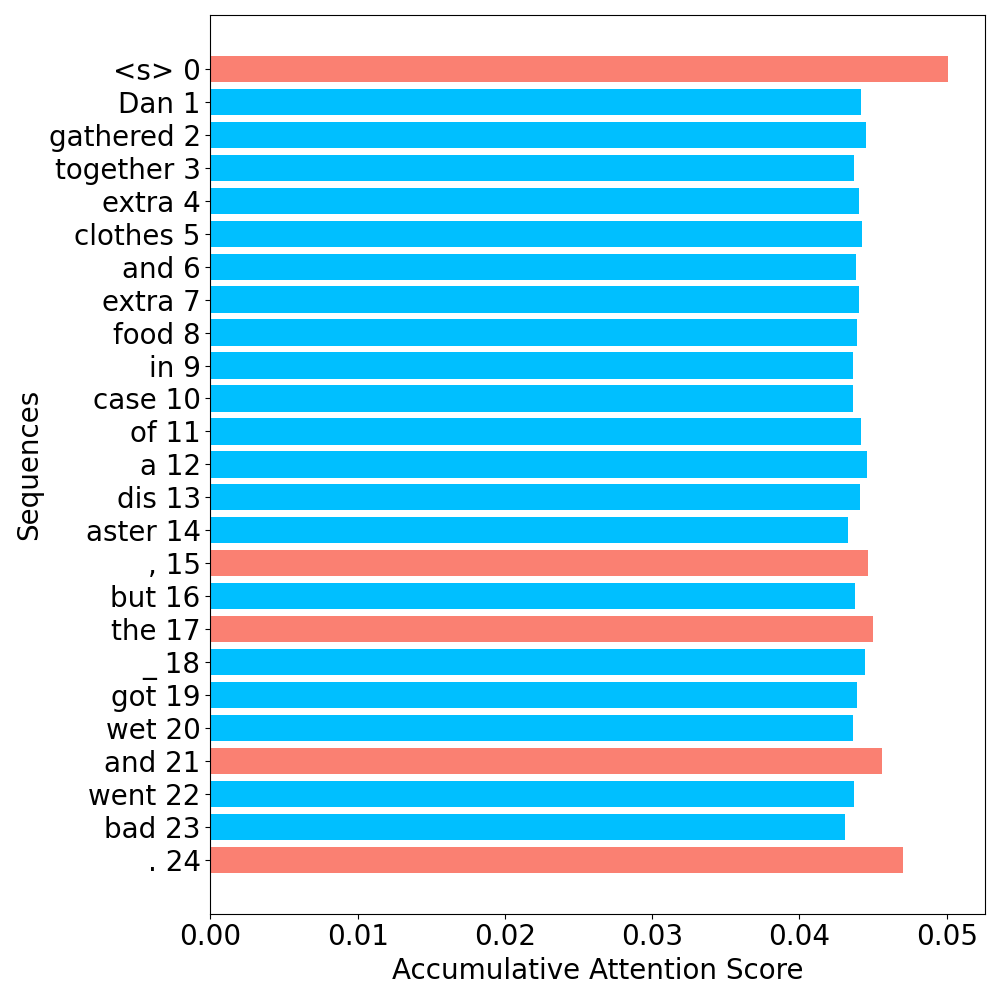 <s> 0
Dan 1
gathered 2
together 3
extra 4
clothes 5
and 6
extra 7
food 8
in 9
case 10
of 11
a 12
dis 13
aster 14
, 15
but 16
the 17
_ 18
got 19
wet 20
and 21
went 22
bad 23
. 24
Sequences
0.00 0.01 0.02 0.03 0.04 0.05
Accumulative Attention Score